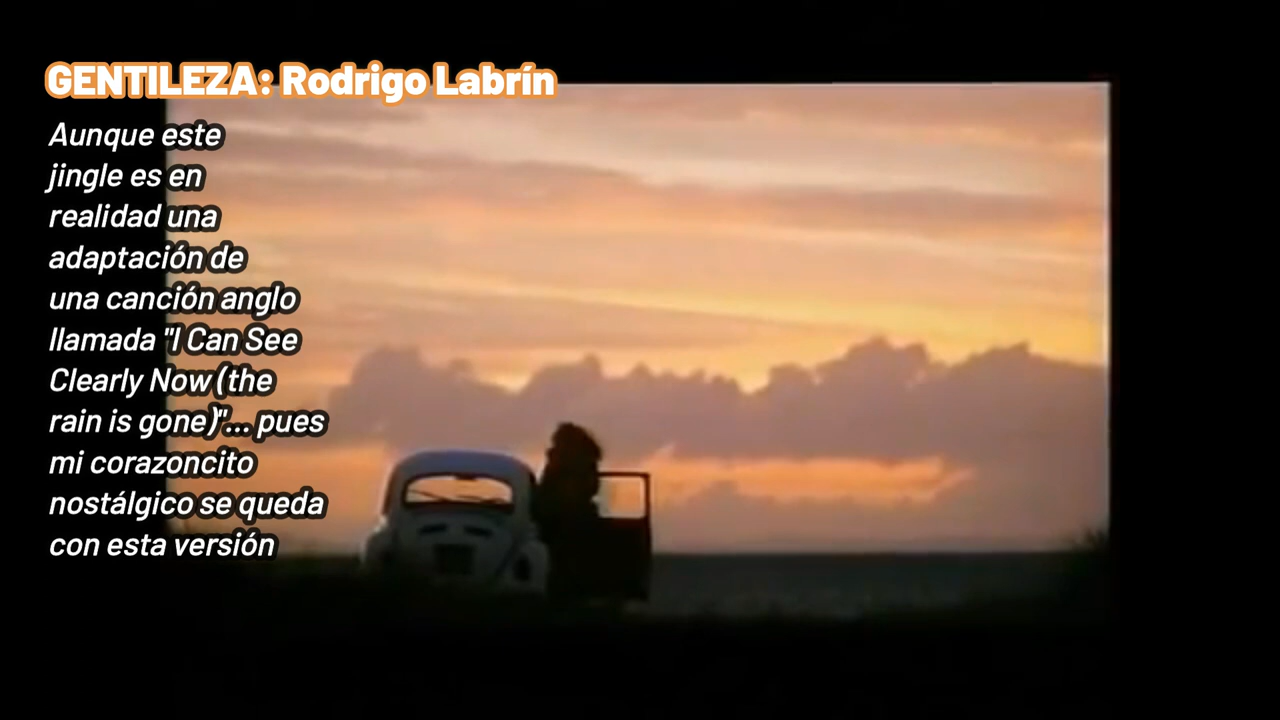 GENTILEZA: Rodrigo Labrín
Aunque este
jingle es en
realidad una
adaptación de
una canción anglo
llamada "I Can See
Clearly Now (the
rain is gone)"... pues
mi corazoncito
nostálgico se queda
con esta versión